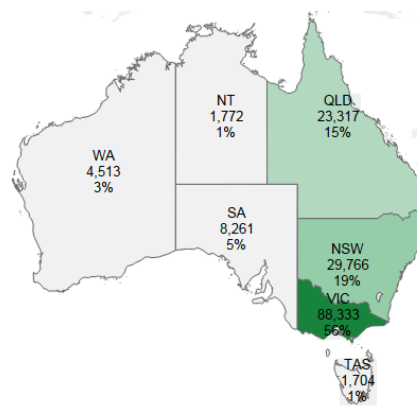 NT
1,772
1%
QLD
23,317
15%
WA
4,513
3%
SA
8,261
5%
NSW
29,766
19%
VIC
88,333
56%
TAS
1,704
1%